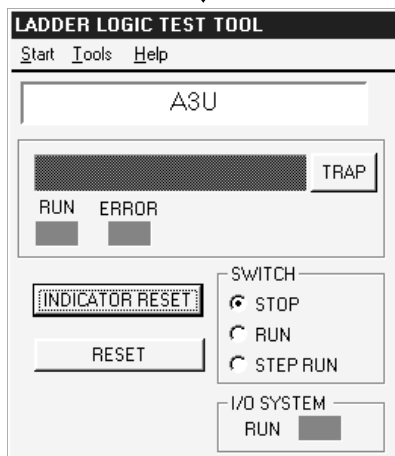 LADDER LOGIC TEST TOOL
Start Tools Help
A3U
TRAP
RUN ERROR
INDICATOR RESET
RESET
SWITCH
STOP
RUN
STEP RUN
I/O SYSTEM
RUN